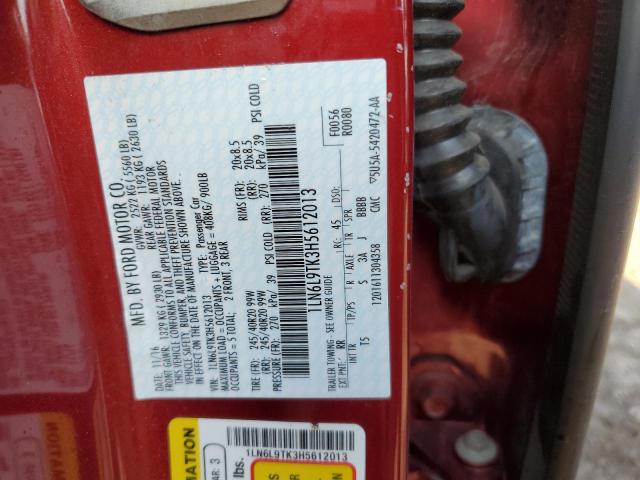 MFD. BY FORD MOTOR CO.
11/16 GVWR: 2522 KG ( 5560 LB)
FRONT GAWR: 1329 KG ( 2930 LB) REAR GAWR: 1193 KG ( 2630 LB)
THIS VEHICLE CONFORMS TO ALL APPLICABLE FEDERAL MOTOR
VEHICLE SAFETY, BUMPER, AND THEFT PREVENTION STANDARDS
IN EFFECT ON THE DATE OF MANUFACTURE SHOWN ABOVE.
VIN: 1LN6L9TK3H5612013 TYPE: Passenger Car
MAXIMUM LOAD = OCCUPANTS + LUGGAGE = 408KG/ 900LB
OCCUPANTS = 5 TOTAL: 2 FRONT, 3 REAR
TIRE (FR): 245/40R20 99W RIMS (FR): 20x8.5
(RR): 245/40R20 99W (RR): 20x8.5
PRESSURE (FR): 270 kPa/ 39 PSI COLD (RR): 270 kPa/ 39 PSI COLD
1LN6L9TK3H5612013
TRAILER TOWING - SEE OWNER GUIDE F0056
EXT PNT: RR RC: 45 DSO: R0080
INT TR TP/PS R AXLE TR SPR
T5 S 3A J BBBB
1201611304358 CMC ▽5U5A-5420472-AA
1LN6L9TK3H5612013
MATION
AR: 3
lbs.